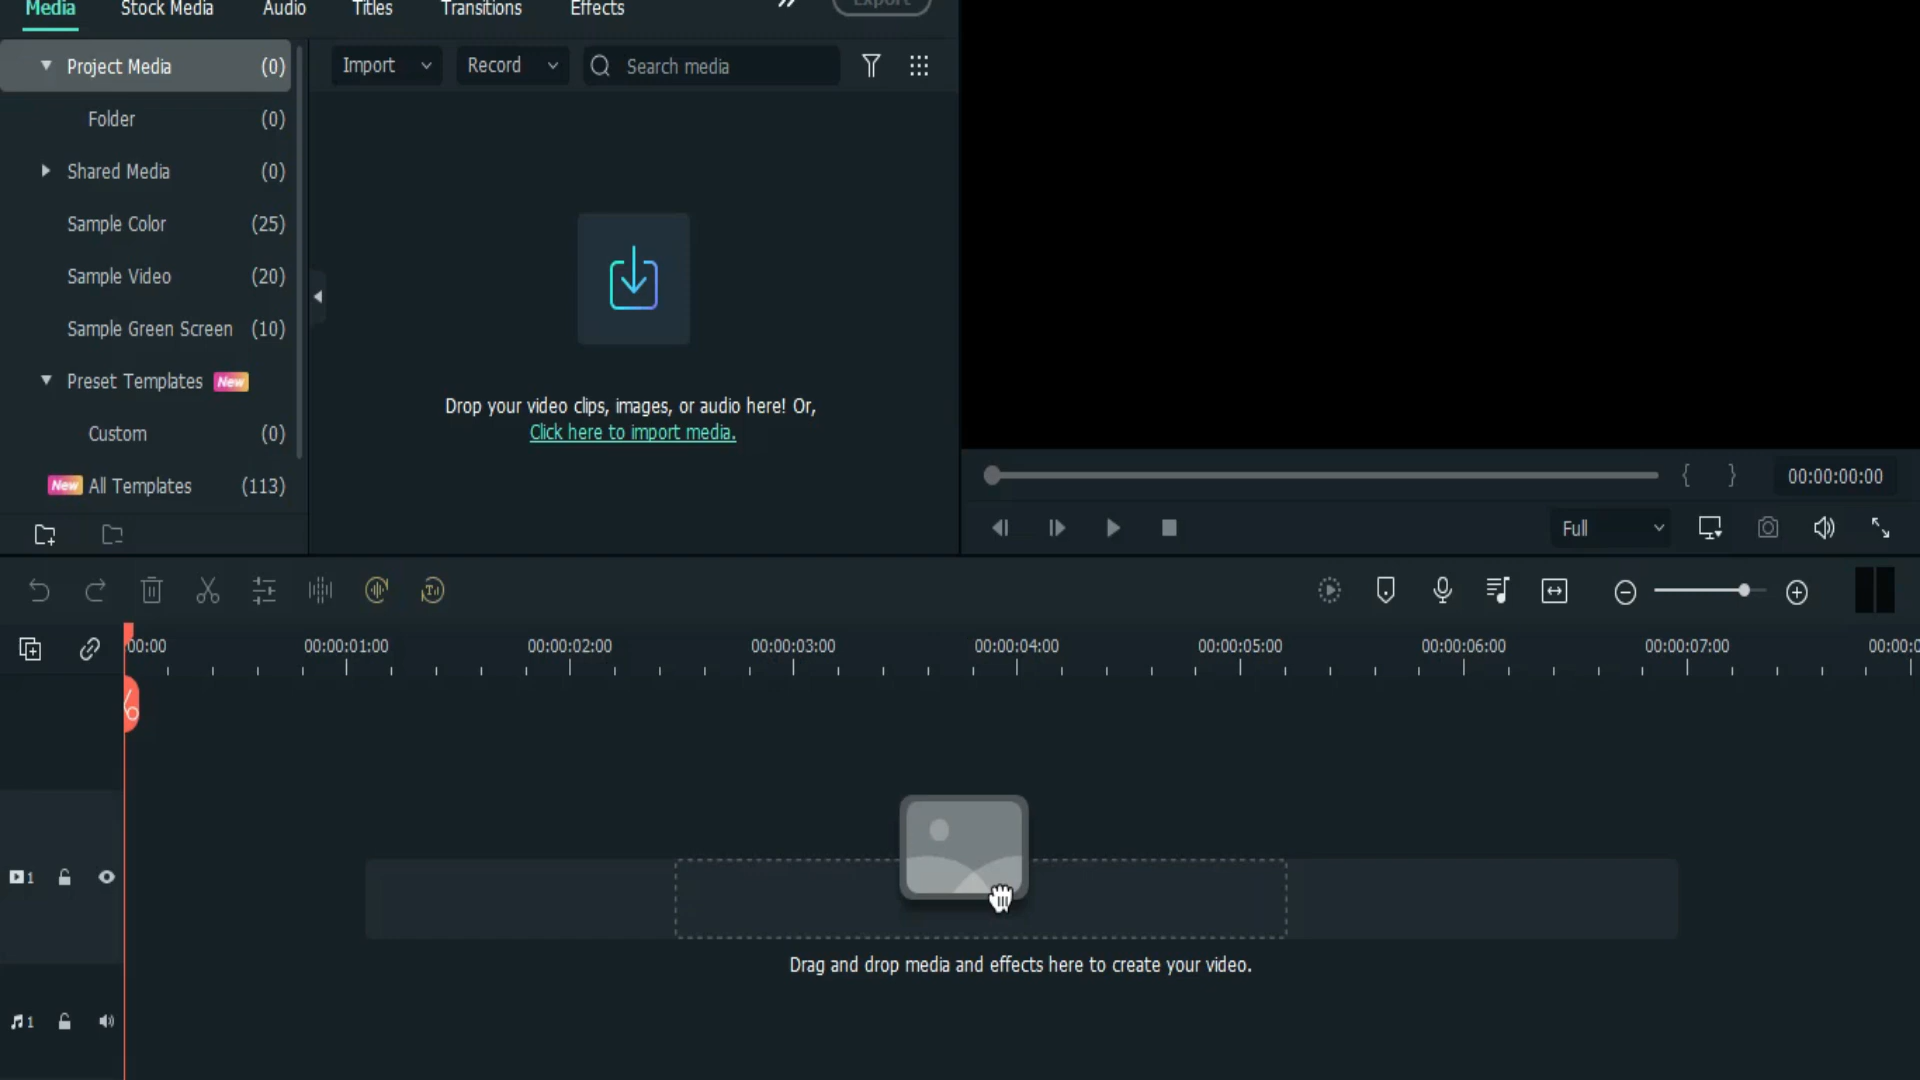 Media Stock Media Audio Titles Transitions Effects Export
Project Media (0)
Import Record Search media
Folder (0)
Shared Media (0)
Sample Color (25)
Sample Video (20)
Sample Green Screen (10)
Preset Templates New
Custom (0)
New All Templates (113)
Drop your video clips, images, or audio here! Or,
Click here to import media.
{ } 00:00:00:00
Full
00:00 00:00:01:00 00:00:02:00 00:00:03:00 00:00:04:00 00:00:05:00 00:00:06:00 00:00:07:00 00:00:0
1
Drag and drop media and effects here to create your video.
1